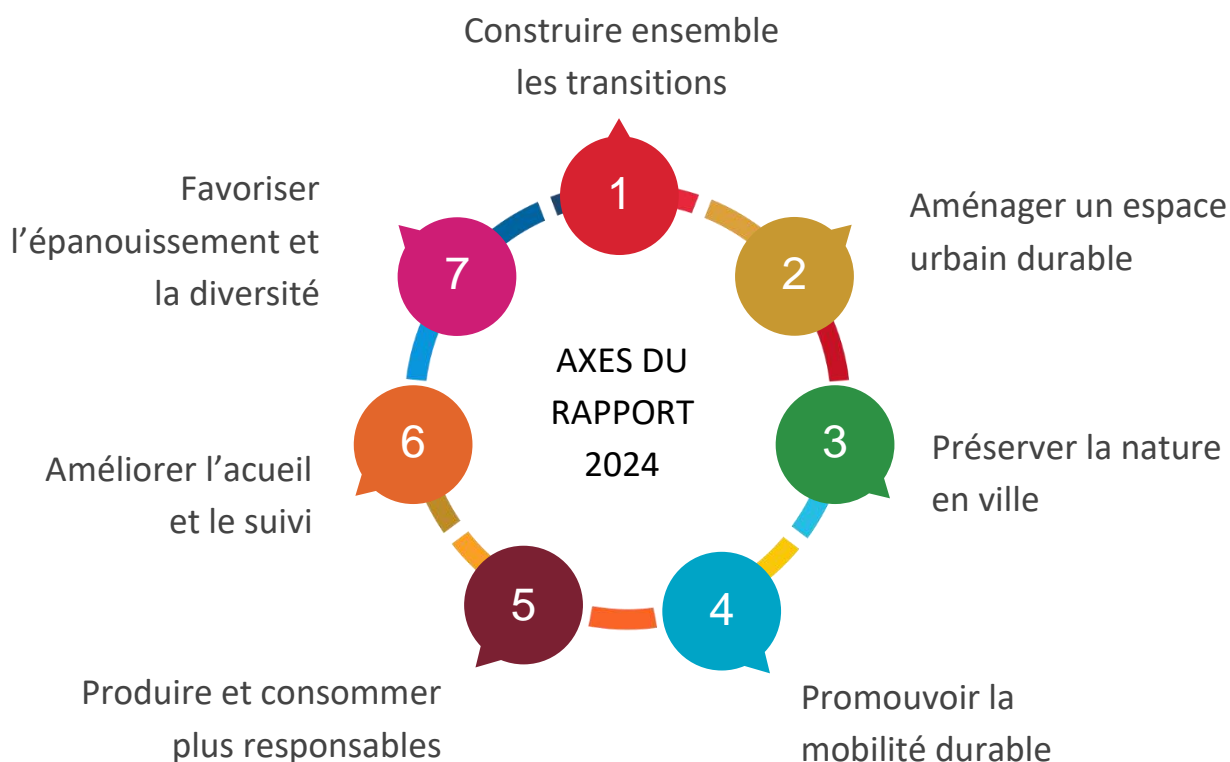 Construire ensemble
les transitions
1
Aménager un espace
urbain durable
2
Préserver la nature
en ville
3
Promouvoir la
mobilité durable
4
Produire et consommer
plus responsables
5
Améliorer l’acueil
et le suivi
6
Favoriser
l’épanouissement et
la diversité
7
AXES DU
RAPPORT
2024